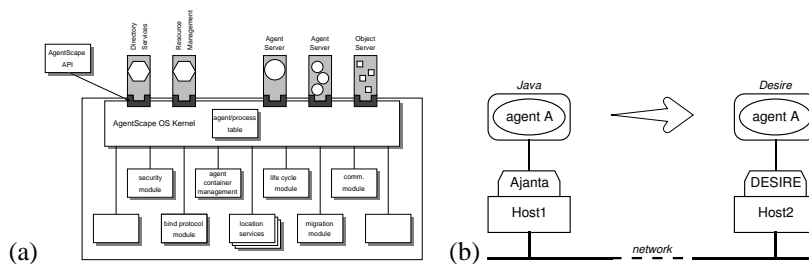 Directory
Services
Resource
Management
Agent
Server
Agent
Server
Object
Server
AgentScape
API
AgentScape OS Kernel
agent/process
table
security
module
agent
container
management
life cycle
module
comm.
module
bind protocol
module
location
services
migration
module
(a)
Java
Desire
agent A
agent A
Ajanta
DESIRE
Host1
Host2
network
(b)